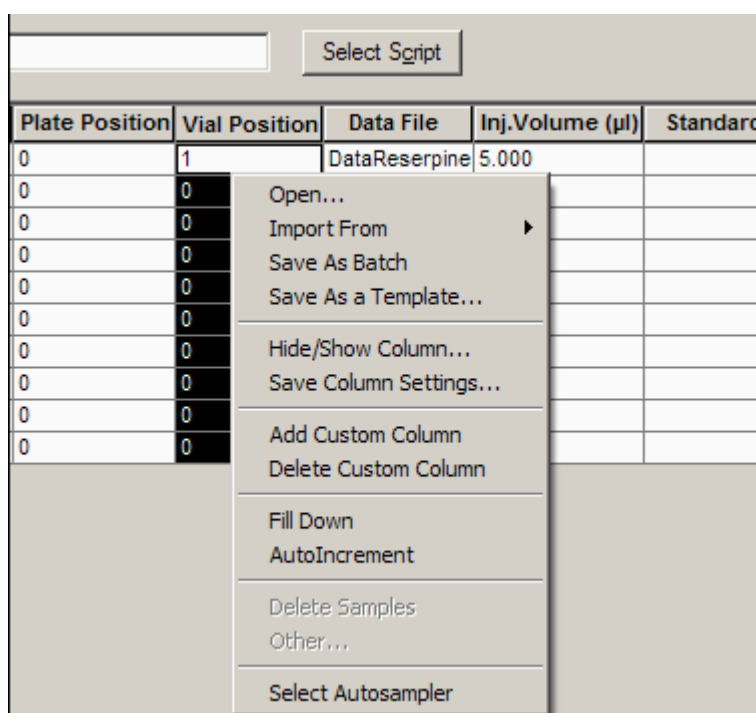 Select Script
Plate Position Vial Position Data File Inj.Volume (µl) Standard
0 1 DataReserpine 5.000
0 0
0 0
0 0
0 0
0 0
0 0
0 0
0 0
0 0
Open...
Import From
Save As Batch
Save As a Template...
Hide/Show Column...
Save Column Settings...
Add Custom Column
Delete Custom Column
Fill Down
AutoIncrement
Delete Samples
Other...
Select Autosampler